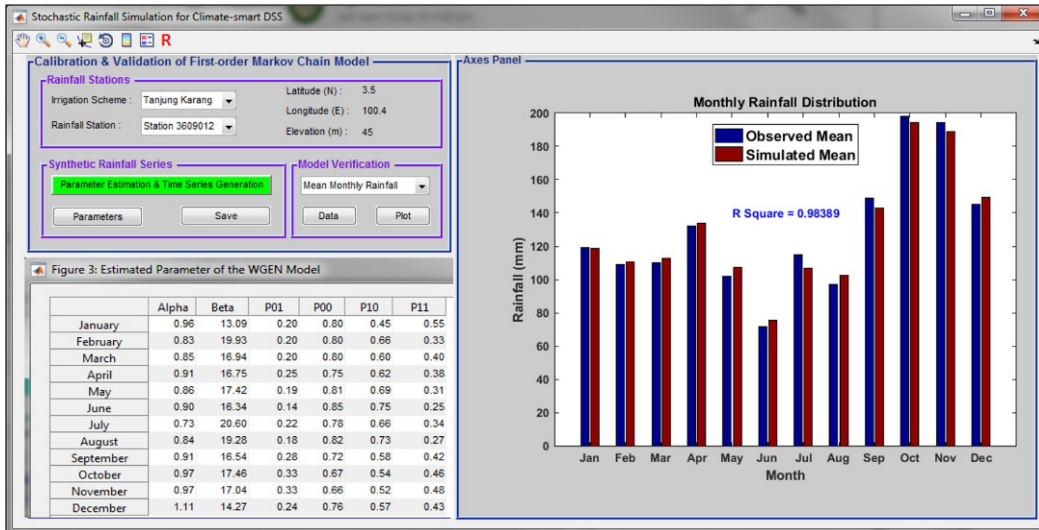 Stochastic Rainfall Simulation for Climate-smart DSS
R
Calibration & Validation of First-order Markov Chain Model
Rainfall Stations
Irrigation Scheme : Tanjung Karang
Latitude (N) : 3.5
Longitude (E) : 100.4
Rainfall Station : Station 3609012
Elevation (m) : 45
Synthetic Rainfall Series
Parameter Estimation & Time Series Generation
Parameters Save
Model Verification
Mean Monthly Rainfall
Data Plot
Figure 3: Estimated Parameter of the WGEN Model
Alpha Beta P01 P00 P10 P11
January 0.96 13.09 0.20 0.80 0.45 0.55
February 0.83 19.93 0.20 0.80 0.66 0.33
March 0.85 16.94 0.20 0.80 0.60 0.40
April 0.91 16.75 0.25 0.75 0.62 0.38
May 0.86 17.42 0.19 0.81 0.69 0.31
June 0.90 16.34 0.14 0.85 0.75 0.25
July 0.73 20.60 0.22 0.78 0.66 0.34
August 0.84 19.28 0.18 0.82 0.73 0.27
September 0.91 16.54 0.28 0.72 0.58 0.42
October 0.97 17.46 0.33 0.67 0.54 0.46
November 0.97 17.04 0.33 0.66 0.52 0.48
December 1.11 14.27 0.24 0.76 0.57 0.43
Axes Panel
Monthly Rainfall Distribution
Observed Mean
Simulated Mean
R Square = 0.98389
Rainfall (mm)
200
180
160
140
120
100
80
60
40
20
0
Jan Feb Mar Apr May Jun Jul Aug Sep Oct Nov Dec
Month